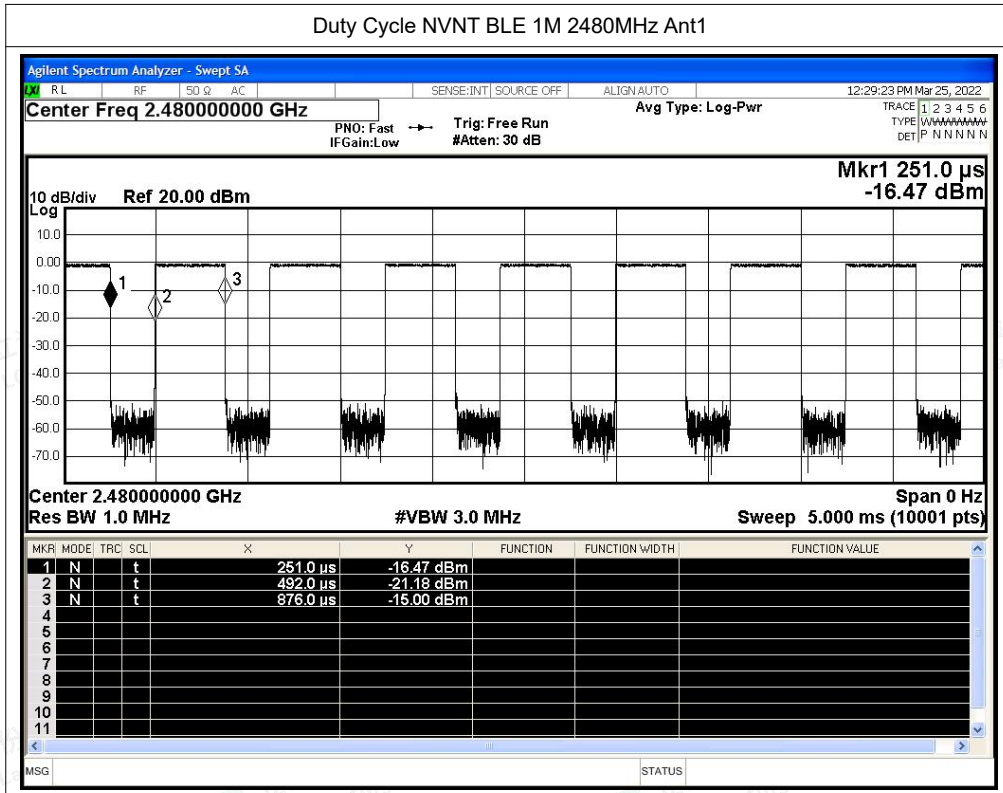 Duty Cycle NVNT BLE 1M 2480MHz Ant1
Agilent Spectrum Analyzer - Swept SA
LXI RL RF 50 Ω AC SENSE:INT SOURCE OFF ALIGN AUTO 12:29:23 PM Mar 25, 2022
Center Freq 2.480000000 GHz Avg Type: Log-Pwr TRACE 1 2 3 4 5 6
PNO: Fast Trig: Free Run TYPE WWWWWW
IFGain:Low #Atten: 30 dB DET P N N N N N
Mkr1 251.0 µs
10 dB/div Ref 20.00 dBm -16.47 dBm
Log
10.0
0.00
-10.0
-20.0
-30.0
-40.0
-50.0
-60.0
-70.0
1
2
3
Center 2.480000000 GHz Span 0 Hz
Res BW 1.0 MHz #VBW 3.0 MHz Sweep 5.000 ms (10001 pts)
MKR MODE TRC SCL X Y FUNCTION FUNCTION WIDTH FUNCTION VALUE
1 N t 251.0 µs -16.47 dBm
2 N t 492.0 µs -21.18 dBm
3 N t 876.0 µs -15.00 dBm
4
5
6
7
8
9
10
11
MSG STATUS